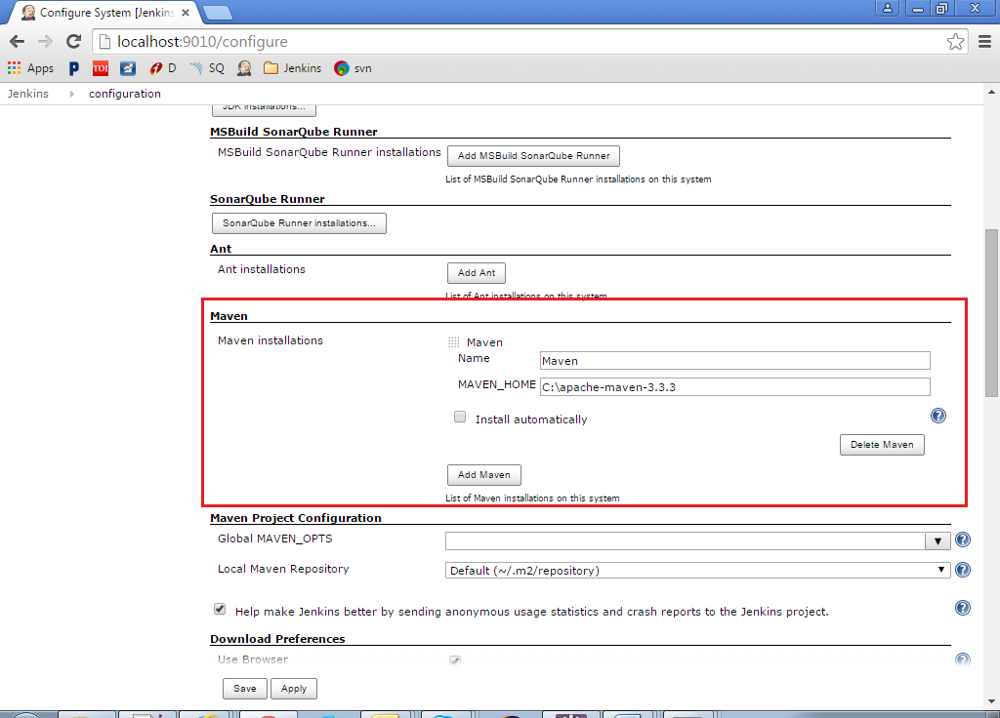 Configure System [Jenkins
localhost:9010/configure
Apps
P
TOI
D
SQ
Jenkins
svn
Jenkins
configuration
JDK installations...
MSBuild SonarQube Runner
MSBuild SonarQube Runner installations
Add MSBuild SonarQube Runner
List of MSBuild SonarQube Runner installations on this system
SonarQube Runner
SonarQube Runner installations...
Ant
Ant installations
Add Ant
List of Ant installations on this system
Maven
Maven installations
Maven
Name
Maven
MAVEN_HOME
C:\apache-maven-3.3.3
Install automatically
Delete Maven
Add Maven
List of Maven installations on this system
Maven Project Configuration
Global MAVEN_OPTS
Local Maven Repository
Default (~/.m2/repository)
Help make Jenkins better by sending anonymous usage statistics and crash reports to the Jenkins project.
Download Preferences
Use Browser
Save
Apply